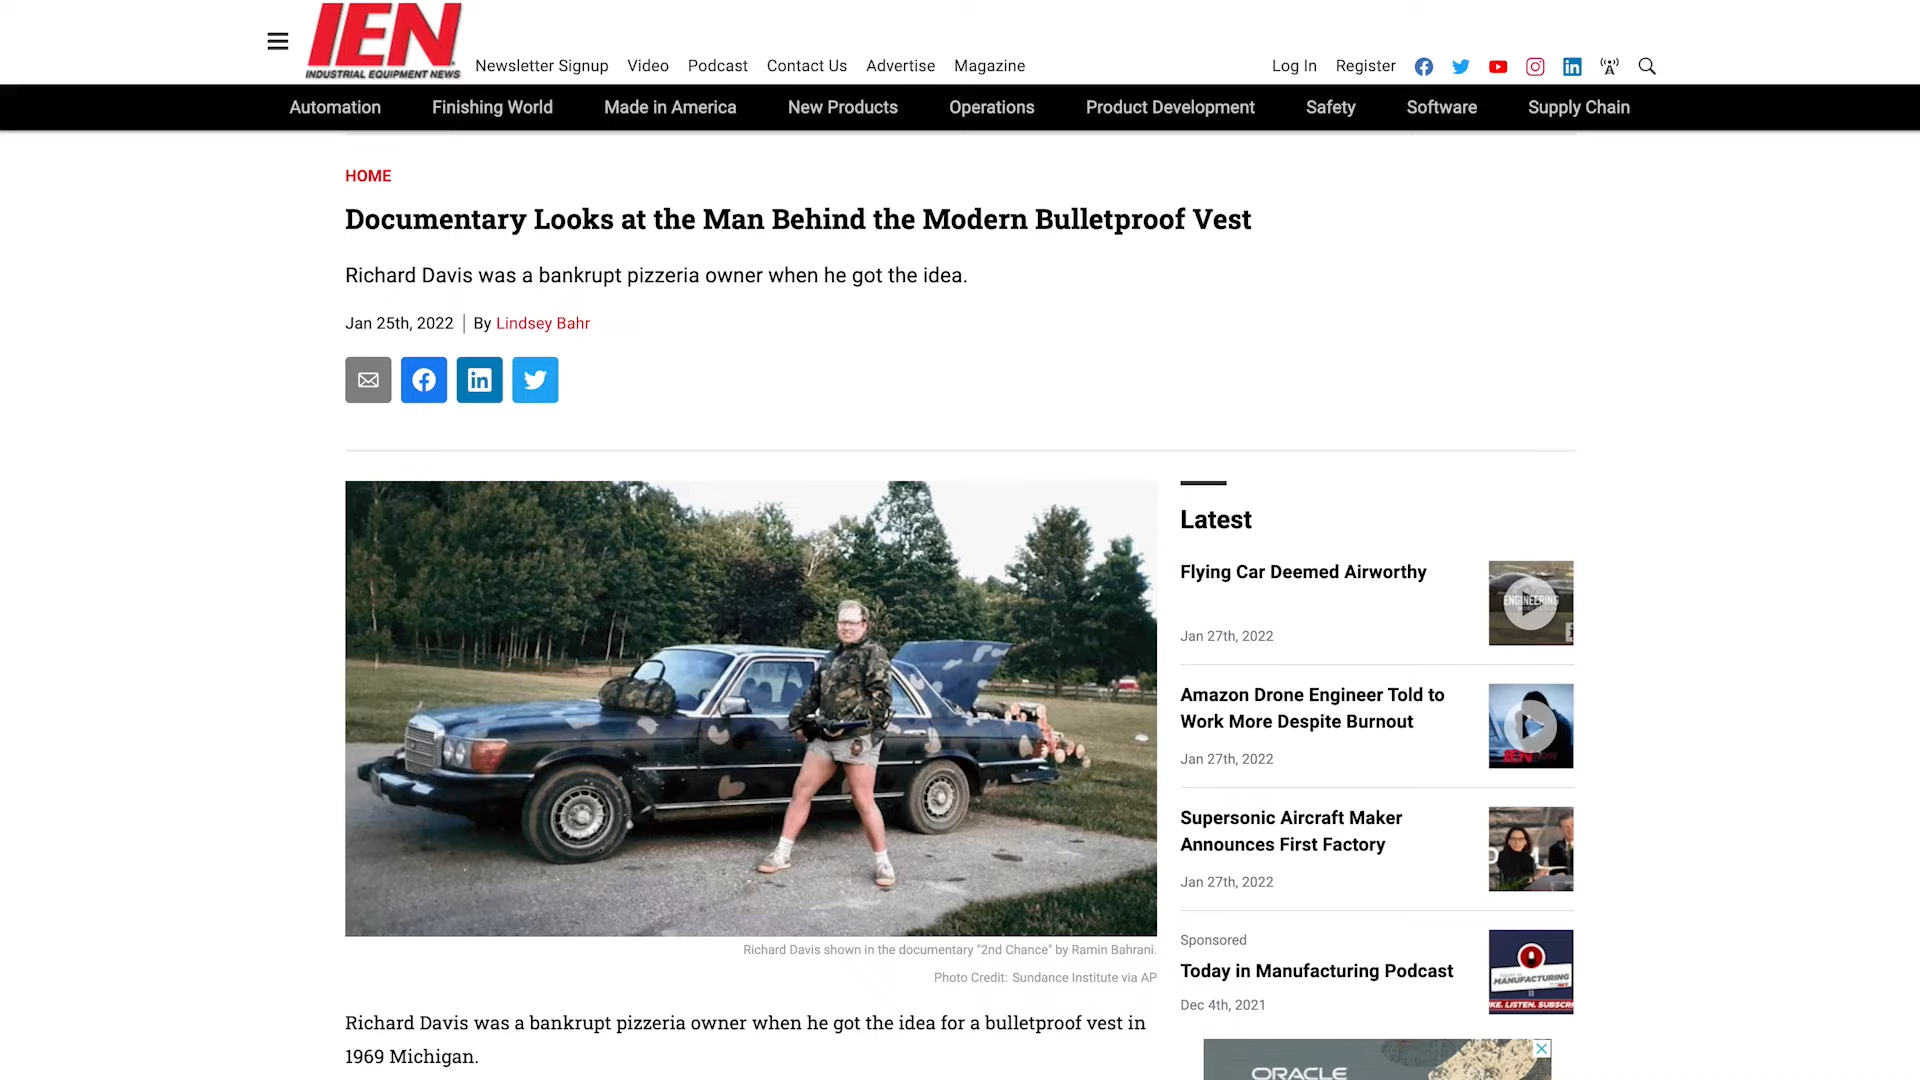 IEN
INDUSTRIAL EQUIPMENT NEWS
Newsletter Signup Video Podcast Contact Us Advertise Magazine
Log In Register
Automation Finishing World Made in America New Products Operations Product Development Safety Software Supply Chain
HOME
Documentary Looks at the Man Behind the Modern Bulletproof Vest
Richard Davis was a bankrupt pizzeria owner when he got the idea.
Jan 25th, 2022 | By Lindsey Bahr
Richard Davis shown in the documentary "2nd Chance" by Ramin Bahrani.
Photo Credit: Sundance Institute via AP
Richard Davis was a bankrupt pizzeria owner when he got the idea for a bulletproof vest in
1969 Michigan.
Latest
Flying Car Deemed Airworthy
ENGINEERING
Jan 27th, 2022
Amazon Drone Engineer Told to
Work More Despite Burnout
IEN NOW
Jan 27th, 2022
Supersonic Aircraft Maker
Announces First Factory
Jan 27th, 2022
Sponsored
Today in Manufacturing Podcast
MANUFACTURING
Dec 4th, 2021
ORACLE